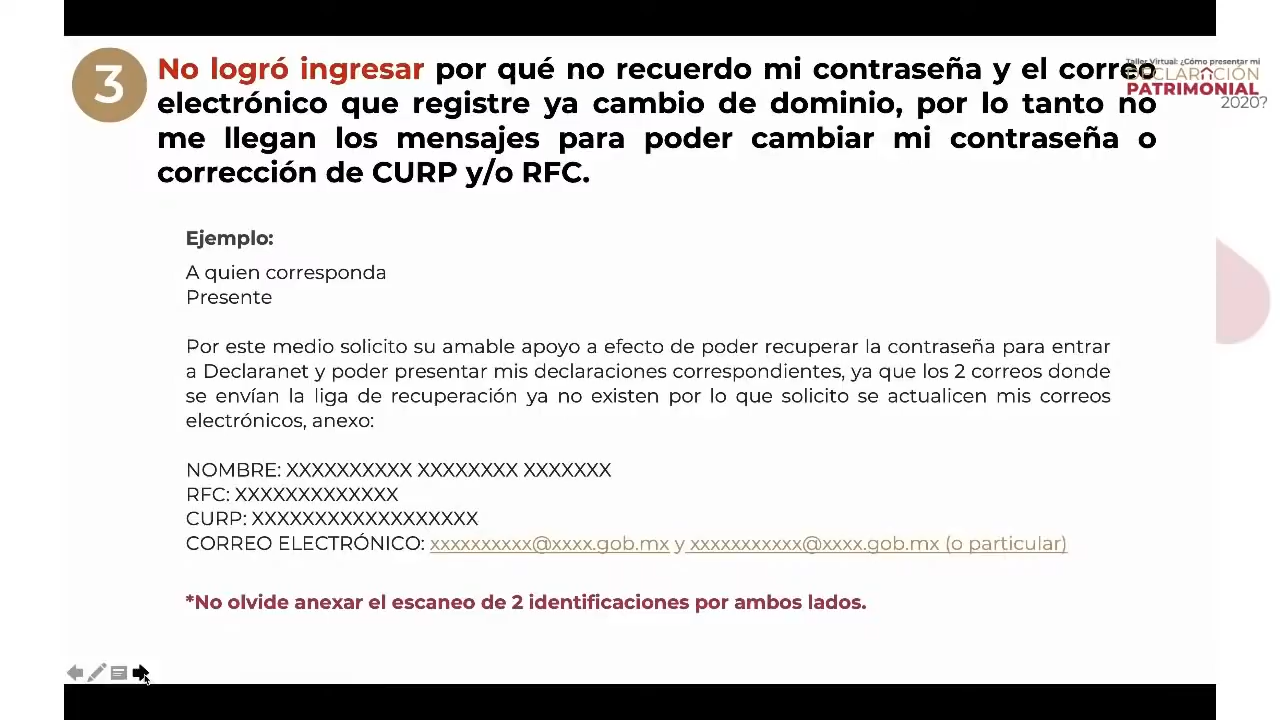 3
No logró ingresar por qué no recuerdo mi contraseña y el correo
electrónico que registre ya cambio de dominio, por lo tanto no
me llegan los mensajes para poder cambiar mi contraseña o
corrección de CURP y/o RFC.
Taller Virtual: ¿Cómo presentar mi
DECLARACIÓN
PATRIMONIAL
2020?
Ejemplo:
A quien corresponda
Presente
Por este medio solicito su amable apoyo a efecto de poder recuperar la contraseña para entrar
a Declaranet y poder presentar mis declaraciones correspondientes, ya que los 2 correos donde
se envían la liga de recuperación ya no existen por lo que solicito se actualicen mis correos
electrónicos, anexo:
NOMBRE: XXXXXXXXXX XXXXXXXX XXXXXXX
RFC: XXXXXXXXXXXXX
CURP: XXXXXXXXXXXXXXXXXX
CORREO ELECTRÓNICO: xxxxxxxxxx@xxxx.gob.mx y xxxxxxxxxxx@xxxx.gob.mx (o particular)
*No olvide anexar el escaneo de 2 identificaciones por ambos lados.